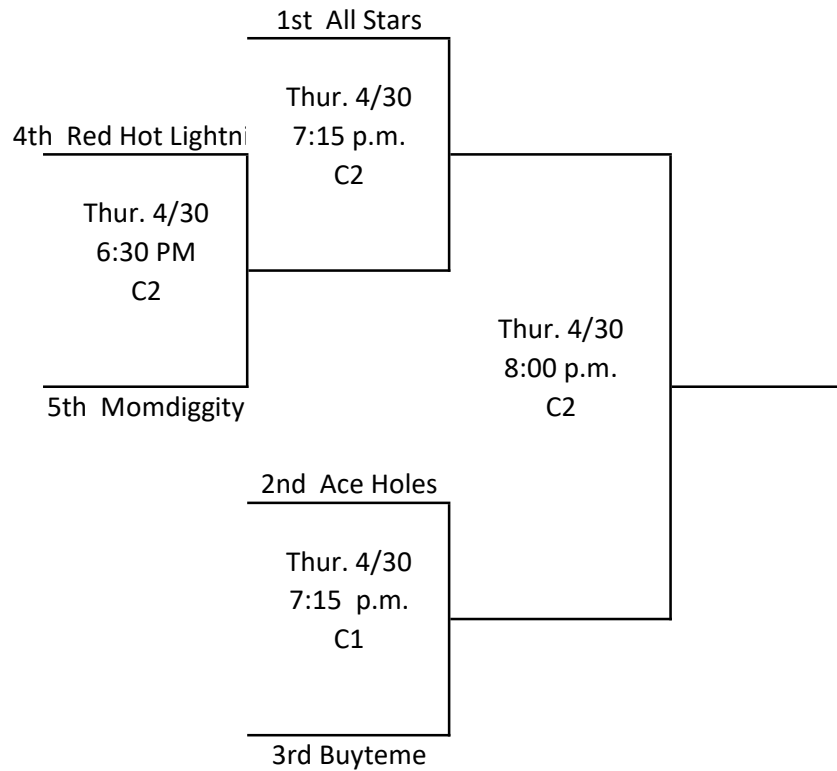 1st  All Stars
Thur. 4/30
7:15 p.m.
C2
4th  Red Hot Lightni
Thur. 4/30
6:30 PM
C2
5th  Momdiggity
Thur. 4/30
8:00 p.m.
C2
2nd  Ace Holes
Thur. 4/30
7:15  p.m.
C1
3rd Buyteme